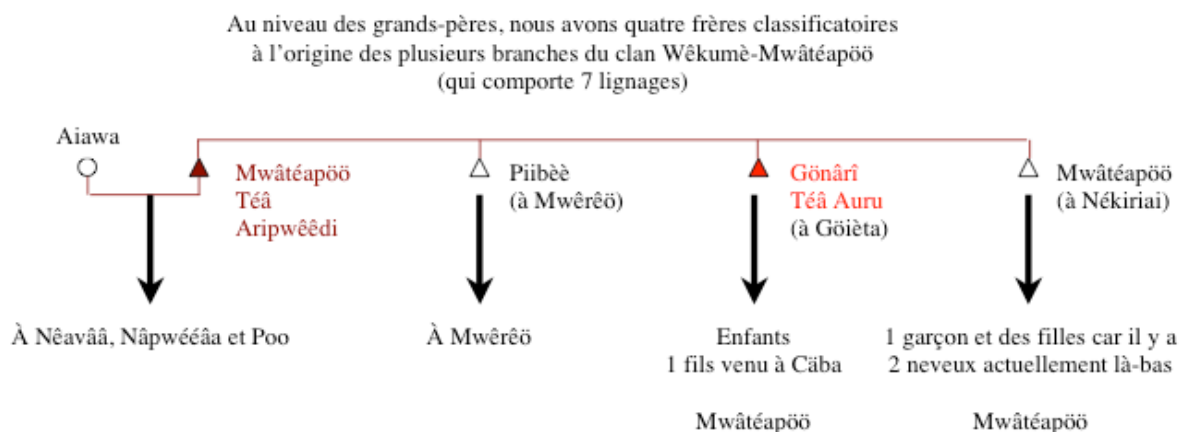 Au niveau des grands-pères, nous avons quatre frères classificatoires
à l'origine des plusieurs branches du clan Wêkumè-Mwâtéapöö
(qui comporte 7 lignages)
Aiawa
Mwâtéapöö
Téâ
Aripwêêdi
Piibèè
(à Mwêrêö)
Gönârî
Téâ Auru
(à Göièta)
Mwâtéapöö
(à Nékiriai)
À Nêavââ, Nâpwééâa et Poo
À Mwêrêö
Enfants
1 fils venu à Cäba
Mwâtéapöö
1 garçon et des filles car il y a
2 neveux actuellement là-bas
Mwâtéapöö